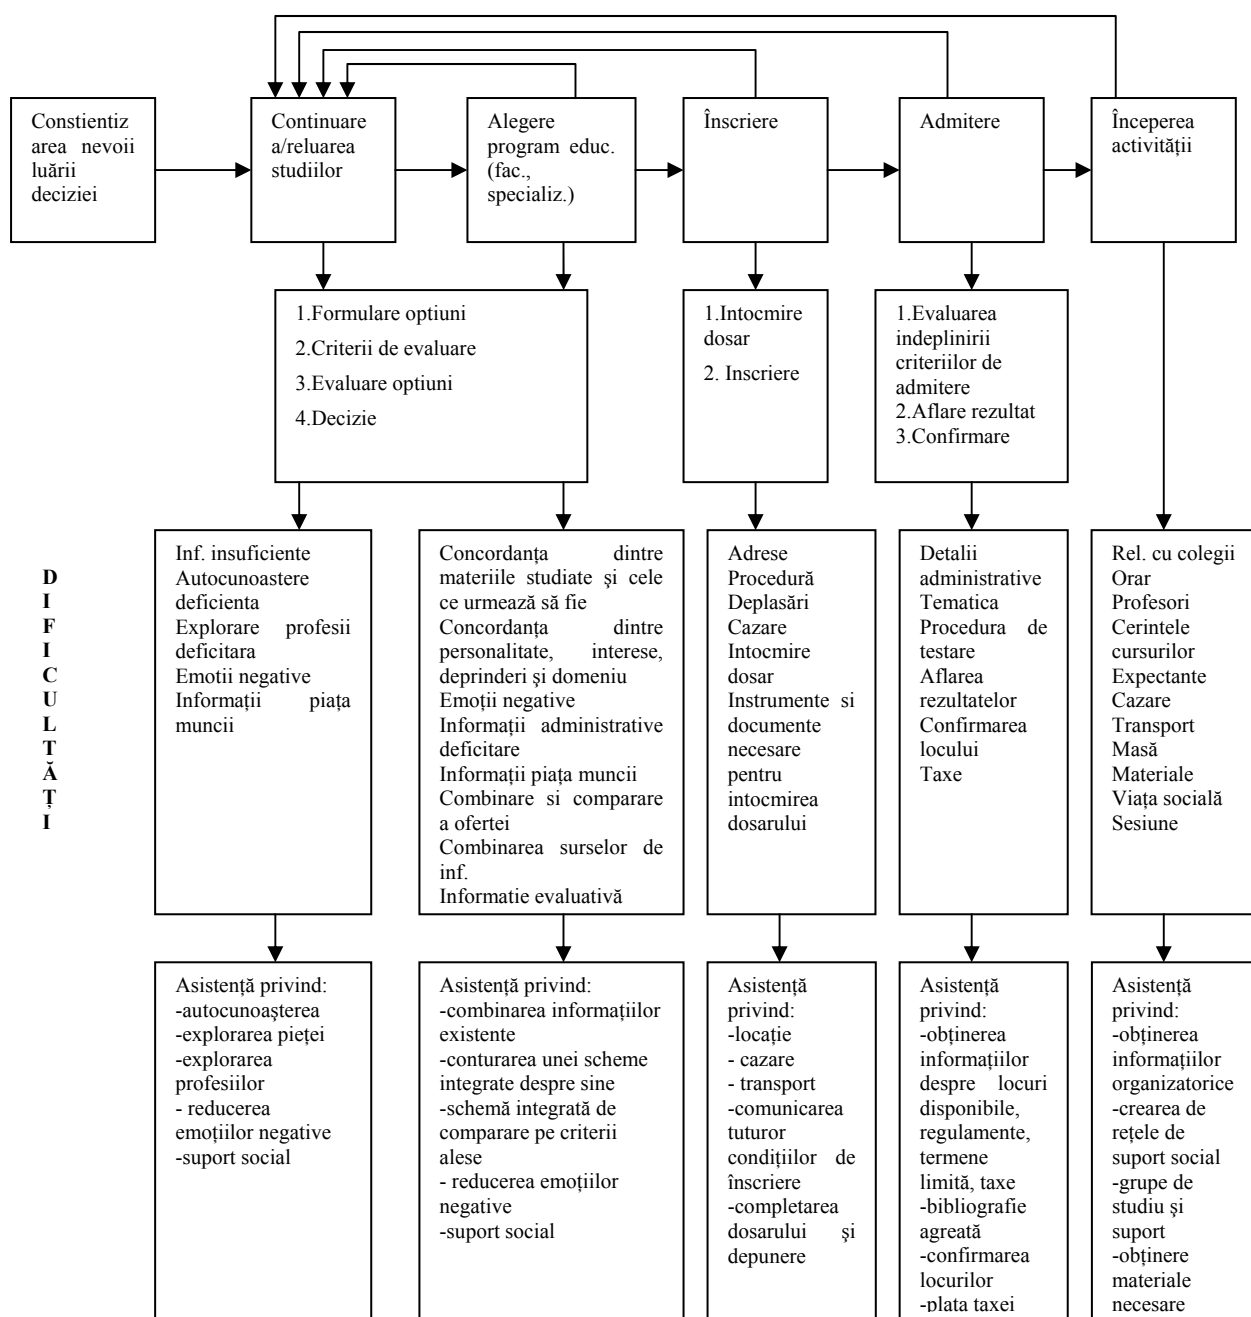 Constientiz
area nevoii
luării
deciziei
Continuare
a/reluarea
studiilor
Alegere
program educ.
(fac.,
specializ.)
Înscriere
Admitere
Începerea
activității
1.Formulare optiuni
2.Criterii de evaluare
3.Evaluare optiuni
4.Decizie
1.Intocmire
dosar
2. Inscriere
1.Evaluarea
indeplinirii
criteriilor de
admitere
2.Aflare rezultat
3.Confirmare
D
I
F
I
C
U
L
T
Ă
Ț
I
Inf. insuficiente
Autocunoastere
deficienta
Explorare profesii
deficitara
Emotii negative
Informații piața
muncii
Concordanța dintre
materiile studiate şi cele
ce urmează să fie
Concordanța dintre
personalitate, interese,
deprinderi şi domeniu
Emoții negative
Informații administrative
deficitare
Informații piața muncii
Combinare si comparare
a ofertei
Combinarea surselor de
inf.
Informatie evaluativă
Adrese
Procedură
Deplasări
Cazare
Intocmire
dosar
Instrumente si
documente
necesare
pentru
intocmirea
dosarului
Detalii
administrative
Tematica
Procedura de
testare
Aflarea
rezultatelor
Confirmarea
locului
Taxe
Rel. cu colegii
Orar
Profesori
Cerintele
cursurilor
Expectante
Cazare
Transport
Masă
Materiale
Viața socială
Sesiune
Asistență privind:
-autocunoaşterea
-explorarea pieței
-explorarea
profesiilor
- reducerea
emoțiilor negative
-suport social
Asistență privind:
-combinarea informațiilor
existente
-conturarea unei scheme
integrate despre sine
-schemă integrată de
comparare pe criterii
alese
- reducerea emoțiilor
negative
-suport social
Asistență
privind:
-locație
- cazare
- transport
-comunicarea
tuturor
condițiilor de
înscriere
-completarea
dosarului şi
depunere
Asistență
privind:
-obținerea
informațiilor
despre locuri
disponibile,
regulamente,
termene
limită, taxe
-bibliografie
agreată
-confirmarea
locurilor
-plata taxei
Asistență
privind:
-obținerea
informațiilor
organizatorice
-crearea de
rețele de
suport social
-grupe de
studiu şi
suport
-obținere
materiale
necesare